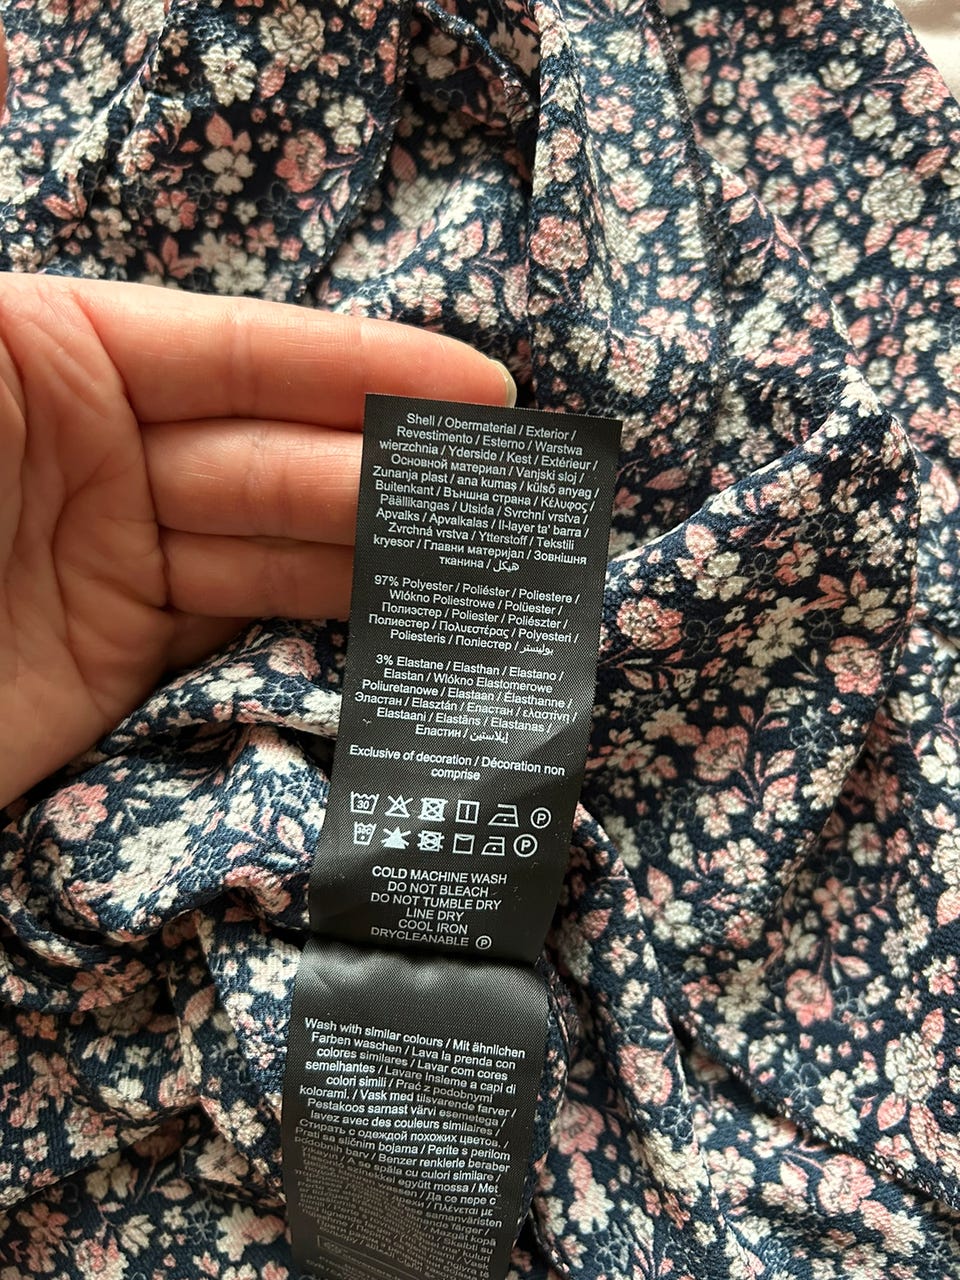 Shell / Obermaterial / Exterior /
Revestimento / Esterno / Warstwa
wierzchnia / Yderside / Kest / Extérieur /
Основной материал / Vanjski sloj /
Zunanja plast / ana kumaş / külső anyag /
Buitenkant / Външна страна / Κέλυφος /
Päällikangas / Utsida / Svrchní vrstva /
Apvalks / Apvalkalas / Il-layer ta' barra /
Zvrchná vrstva / Ytterstoff / Tekstili
kryesor / Главни материјал / Зовнішня
тканина / هيكل
97% Polyester / Poliéster / Poliestere /
Włókno Poliestrowe / Polüester /
Полиэстер / Poliester / Poliészter /
Полиестер / Πολυεστέρας / Polyesteri /
Poliesteris / Поліестер / بوليستر
3% Elastane / Elasthan / Elastano /
Elastan / Włókno Elastomerowe
Poliuretanowe / Elastaan / Élasthanne /
Эластан / Elasztán / Еластан / ελαστίνη /
Elastaani / Elastāns / Elastanas /
Еластин / إيلاستين
Exclusive of decoration / Décoration non
comprise
30
P
P
COLD MACHINE WASH
DO NOT BLEACH
DO NOT TUMBLE DRY
LINE DRY
COOL IRON
DRYCLEANABLE P
Wash with similar colours / Mit ähnlichen
Farben waschen / Lava la prenda con
colores similares / Lavar com cores
semelhantes / Lavare insieme a capi di
colori simili / Prać z podobnymi
kolorami. / Vask med tilsvarende farver /
Pestakoos sarnast värvi esemetega /
lavez avec des couleurs similaires /
Стирать с одеждой похожих цветов. /
Prati sa sličnim bojama / Perite s perilom
podobnih barv / Benzer renklerle beraber
yıkayın / A se spăla cu culori similare /